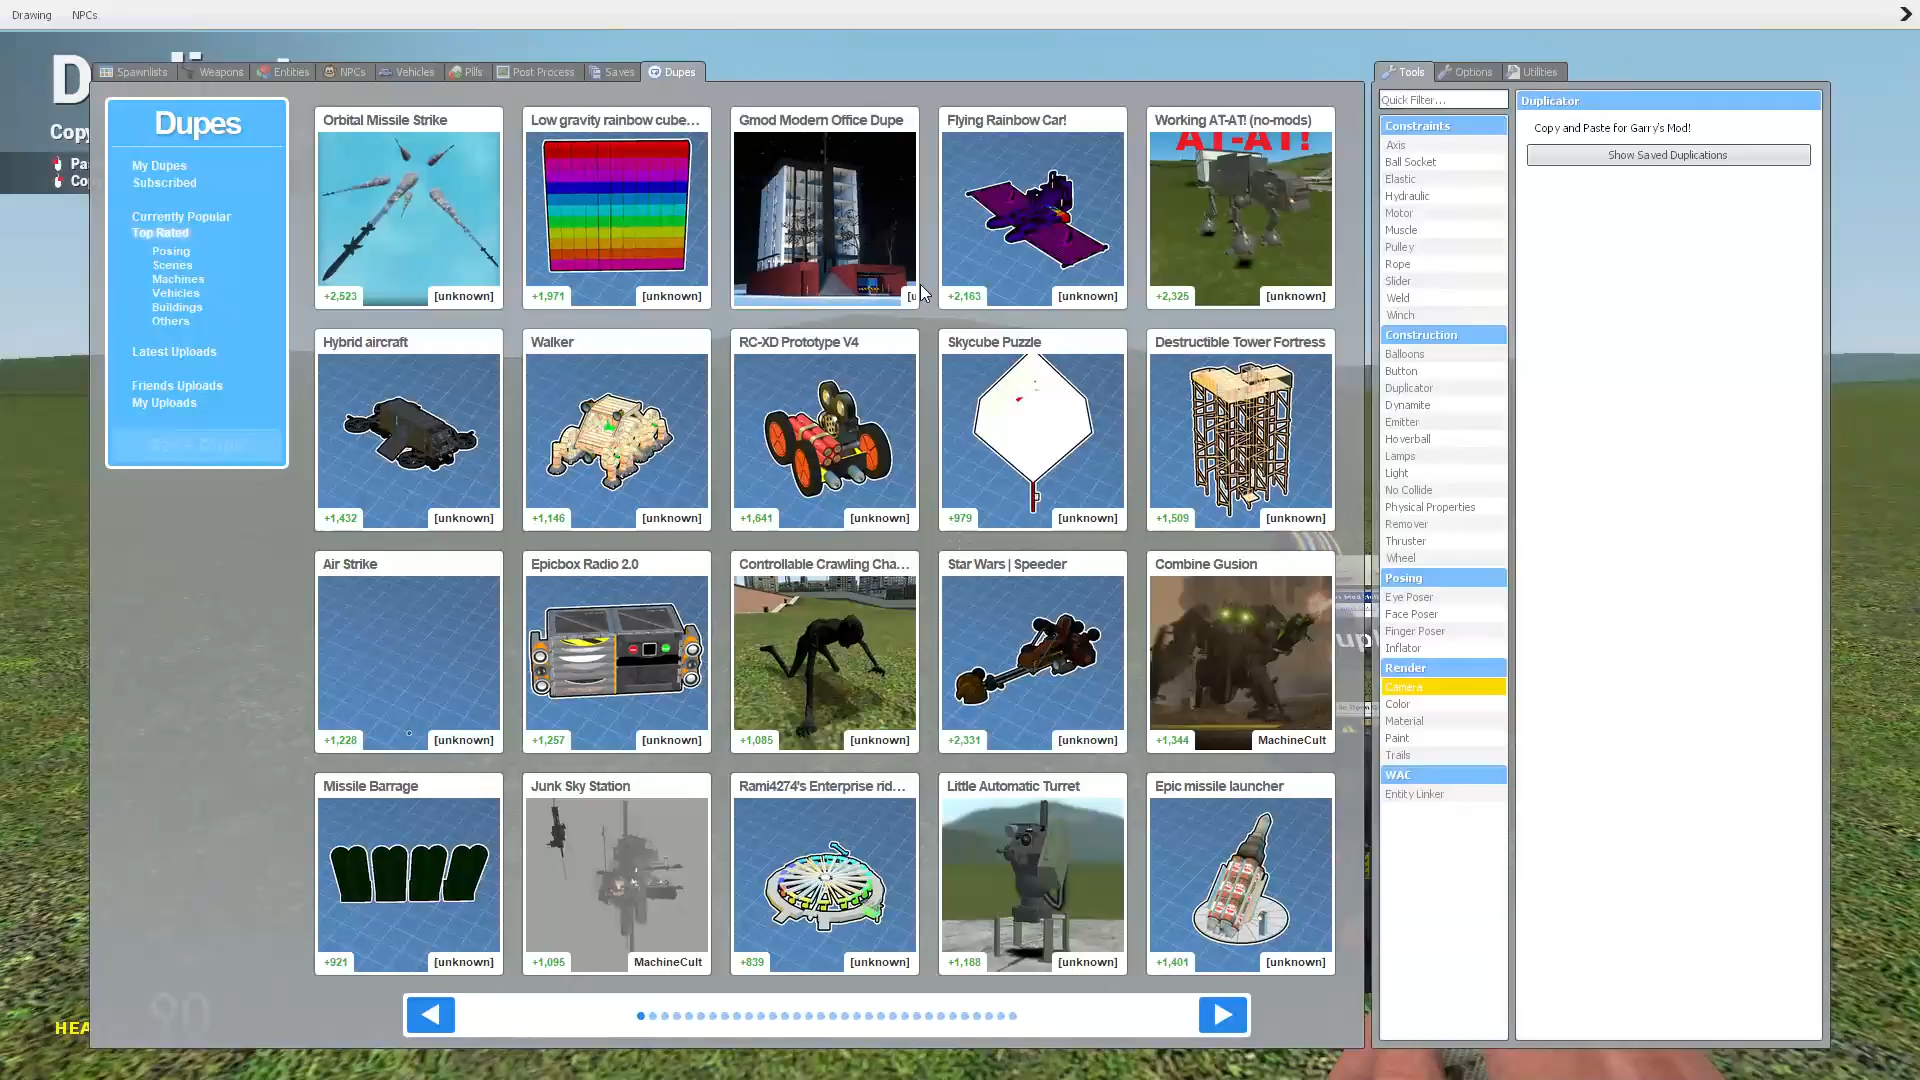 Drawing NPCs
D
Copy
Pa
Co
Spawnlists Weapons Entities NPCs Vehicles Pills Post Process Saves Dupes
Dupes
My Dupes
Subscribed
Currently Popular
Top Rated
Posing
Scenes
Machines
Vehicles
Buildings
Others
Latest Uploads
Friends Uploads
My Uploads
Orbital Missile Strike
+2,523 [unknown]
Low gravity rainbow cube...
+1,971 [unknown]
Gmod Modern Office Dupe
[u
Flying Rainbow Car!
+2,163 [unknown]
Working AT-AT! (no-mods)
AT-AT!
+2,325 [unknown]
Hybrid aircraft
+1,432 [unknown]
Walker
+1,146 [unknown]
RC-XD Prototype V4
+1,641 [unknown]
Skycube Puzzle
+979 [unknown]
Destructible Tower Fortress
+1,509 [unknown]
Air Strike
+1,228 [unknown]
Epicbox Radio 2.0
+1,257 [unknown]
Controllable Crawling Cha...
+1,085 [unknown]
Star Wars | Speeder
+2,331 [unknown]
Combine Gusion
+1,344 MachineCult
Missile Barrage
+921 [unknown]
Junk Sky Station
+1,095 MachineCult
Rami4274's Enterprise rid...
+839 [unknown]
Little Automatic Turret
+1,188 [unknown]
Epic missile launcher
+1,401 [unknown]
90
HEA
Tools Options Utilities
Quick Filter...
Constraints
Axis
Ball Socket
Elastic
Hydraulic
Motor
Muscle
Pulley
Rope
Slider
Weld
Winch
Construction
Balloons
Button
Duplicator
Dynamite
Emitter
Hoverball
Lamps
Light
No Collide
Physical Properties
Remover
Thruster
Wheel
Posing
Eye Poser
Face Poser
Finger Poser
Inflator
Render
Camera
Color
Material
Paint
Trails
WAC
Entity Linker
Duplicator
Copy and Paste for Garry's Mod!
Show Saved Duplications